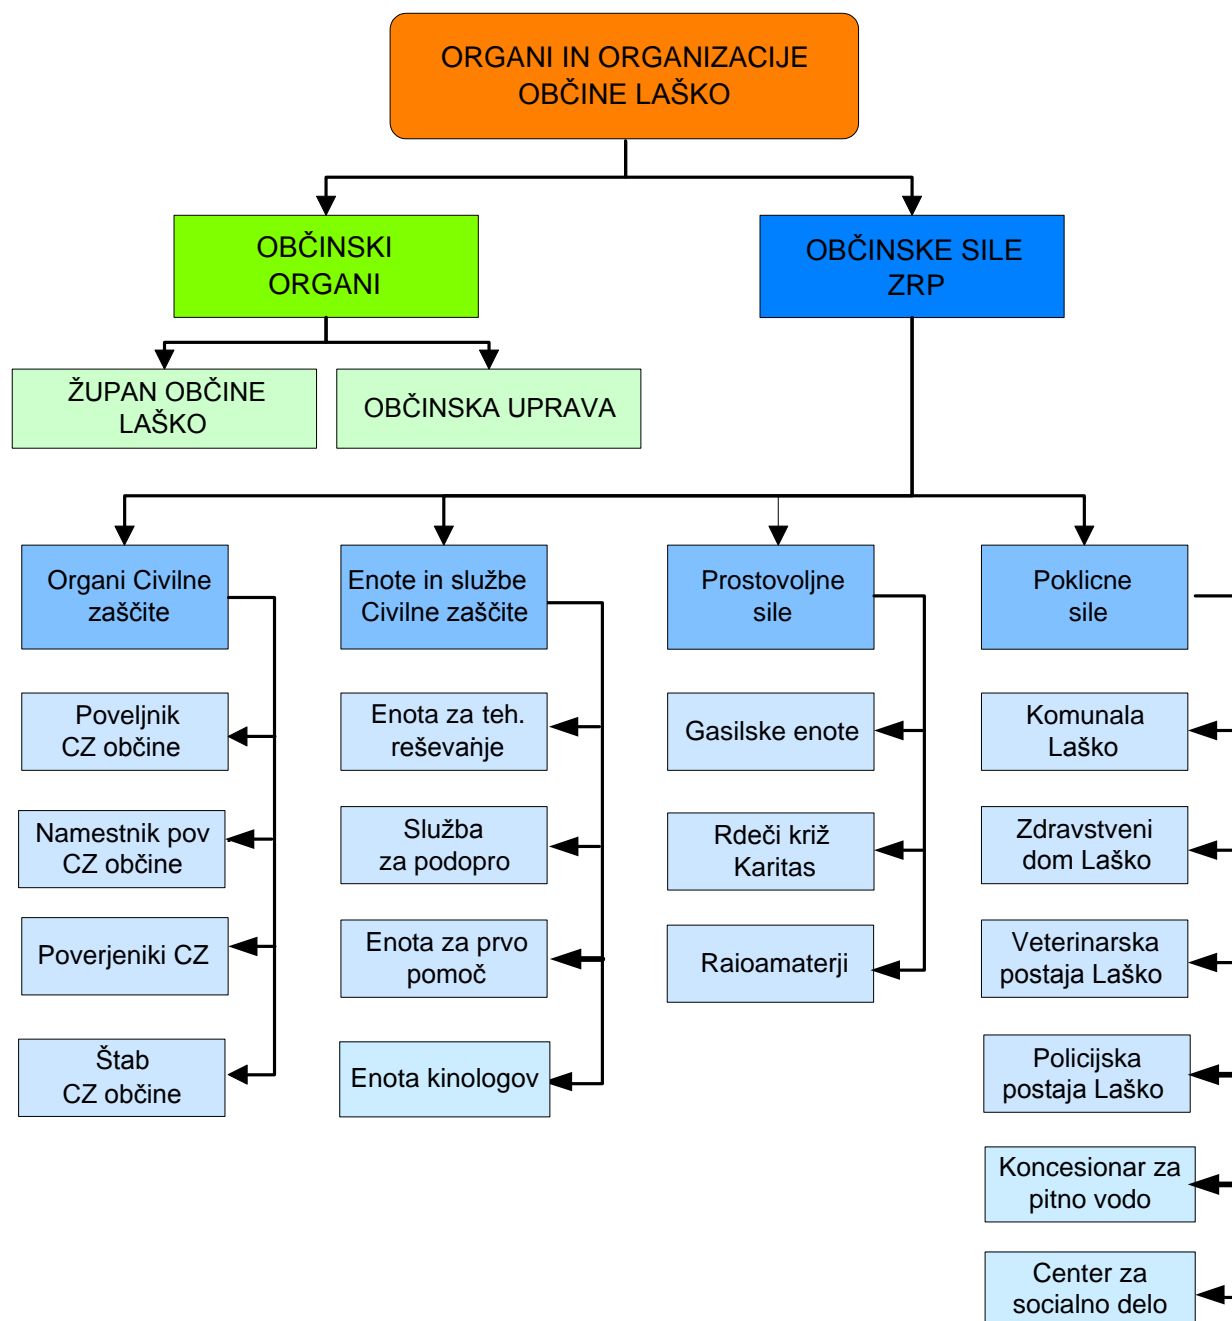 ORGANI IN ORGANIZACIJE
OBČINE LAŠKO
OBČINSKI
ORGANI
OBČINSKE SILE
ZRP
ŽUPAN OBČINE
LAŠKO
OBČINSKA UPRAVA
Organi Civilne
zaščite
Enote in službe
Civilne zaščite
Prostovoljne
sile
Poklicne
sile
Poveljnik
CZ občine
Enota za teh.
reševanje
Gasilske enote
Komunala
Laško
Namestnik pov
CZ občine
Služba
za podopro
Rdeči križ
Karitas
Zdravstveni
dom Laško
Poverjeniki CZ
Enota za prvo
pomoč
Raioamaterji
Veterinarska
postaja Laško
Štab
CZ občine
Enota kinologov
Policijska
postaja Laško
Koncesionar za
pitno vodo
Center za
socialno delo